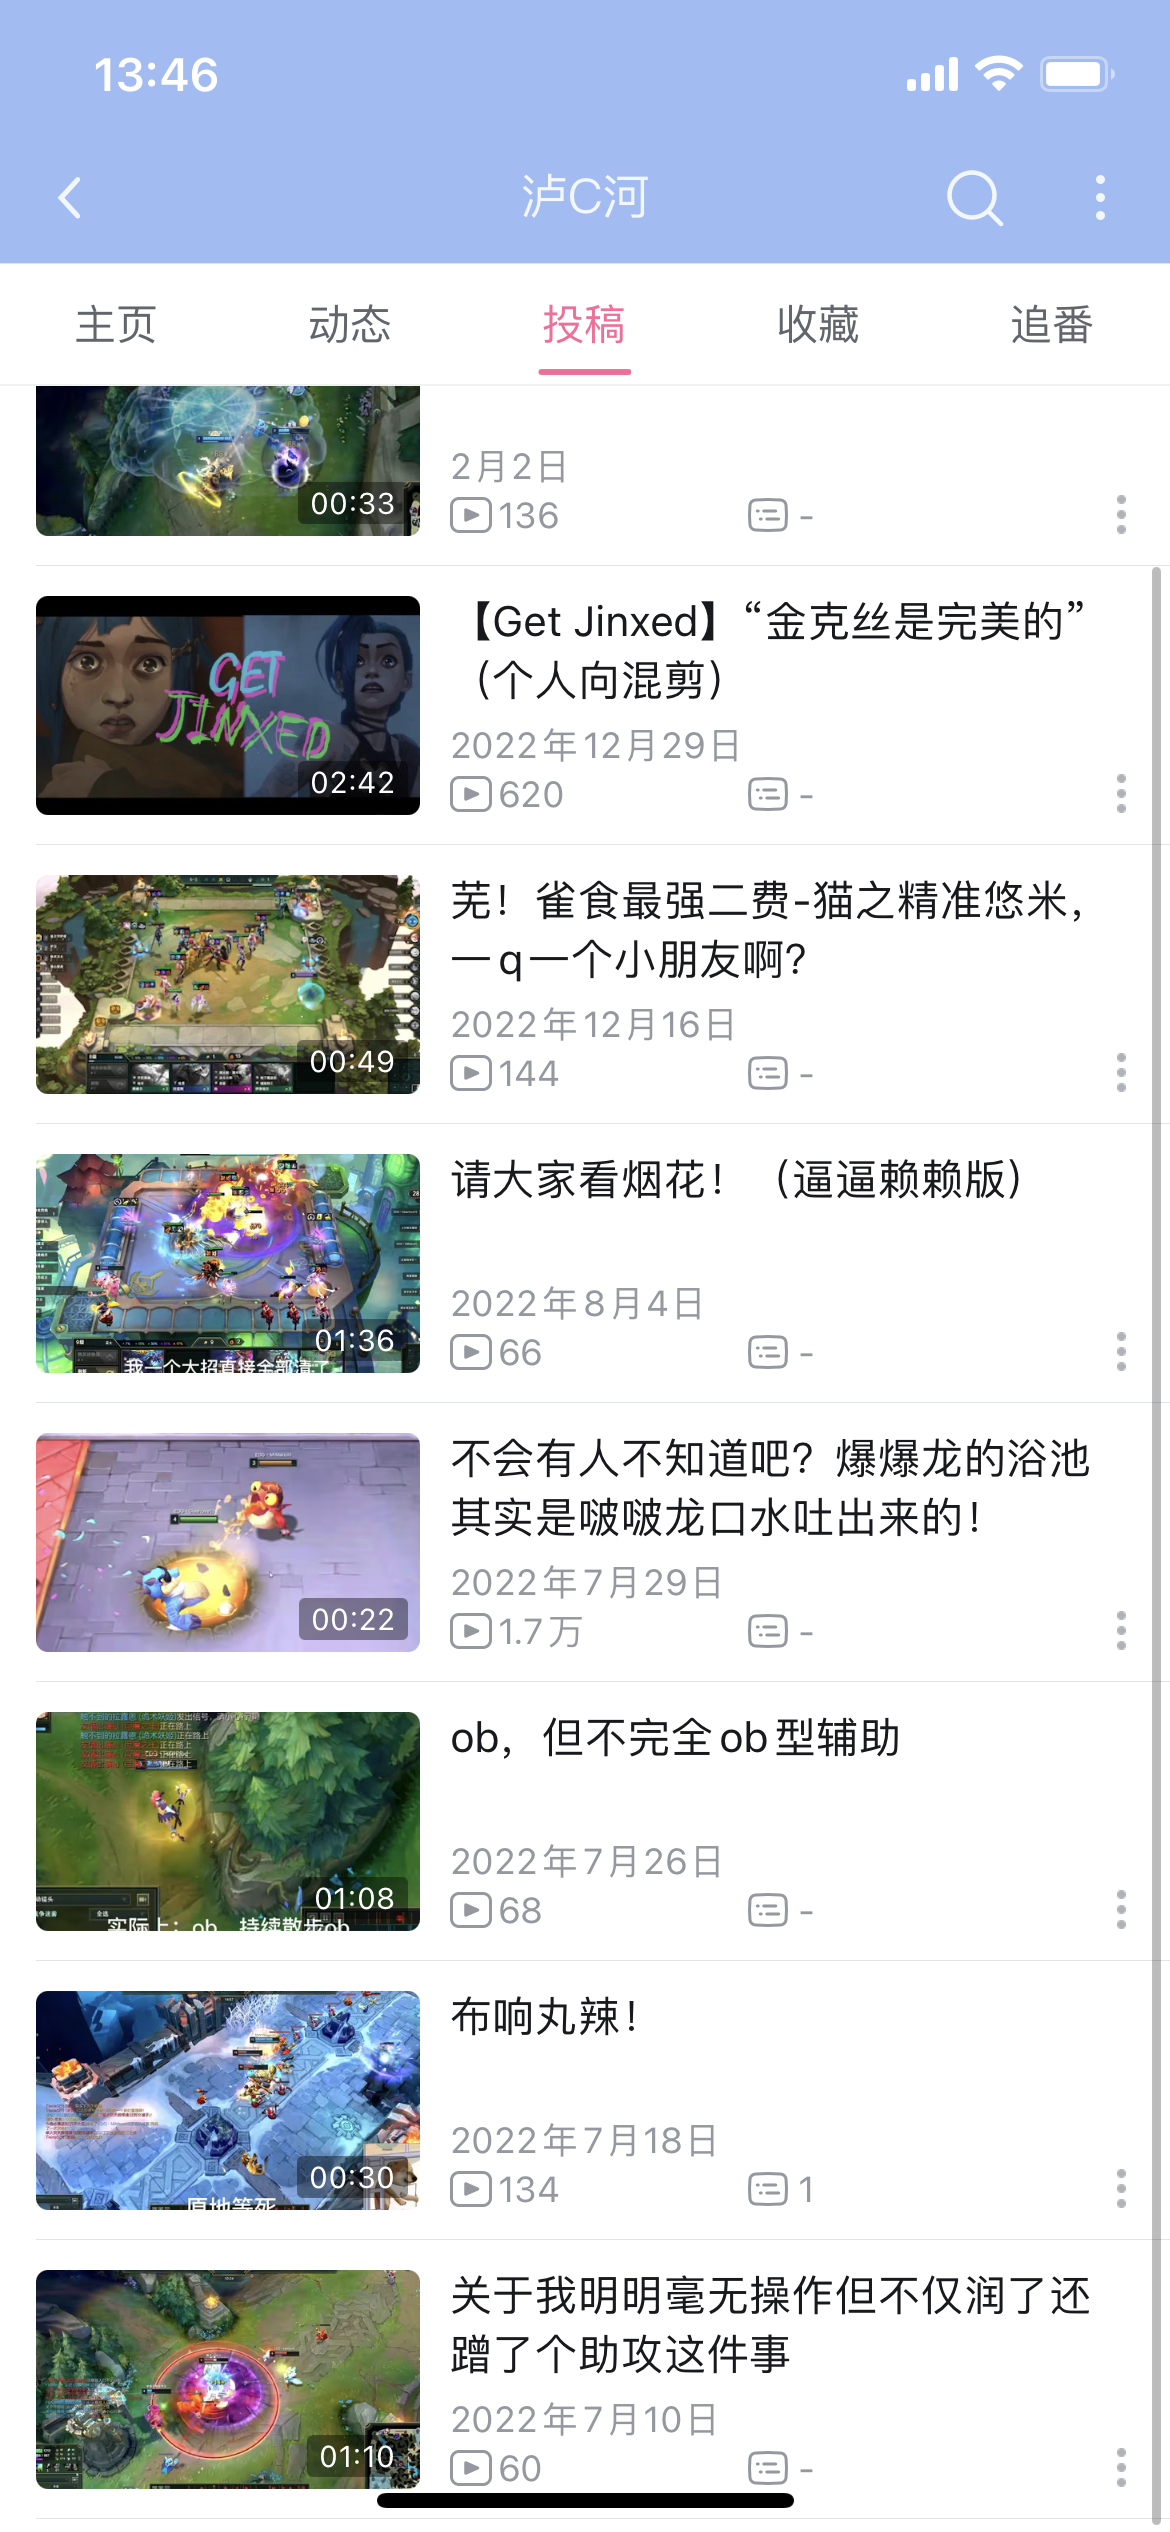 13:46
泸C河
主页
动态
投稿
收藏
追番
00:33
2月2日
136
-
GET
JINXED
02:42
【Get Jinxed】“金克丝是完美的”
（个人向混剪）
2022年12月29日
620
-
00:49
芜！雀食最强二费-猫之精准悠米，
一q一个小朋友啊？
2022年12月16日
144
-
01:36
我一个大招直接全部清了
请大家看烟花！（逼逼赖赖版）
2022年8月4日
66
-
00:22
不会有人不知道吧？爆爆龙的浴池
其实是啵啵龙口水吐出来的！
2022年7月29日
1.7万
-
01:08
实际上：ob，持续散步ob
ob，但不完全ob型辅助
2022年7月26日
68
-
00:30
原地等死
布响丸辣！
2022年7月18日
134
1
01:10
关于我明明毫无操作但不仅润了还
蹭了个助攻这件事
2022年7月10日
60
-